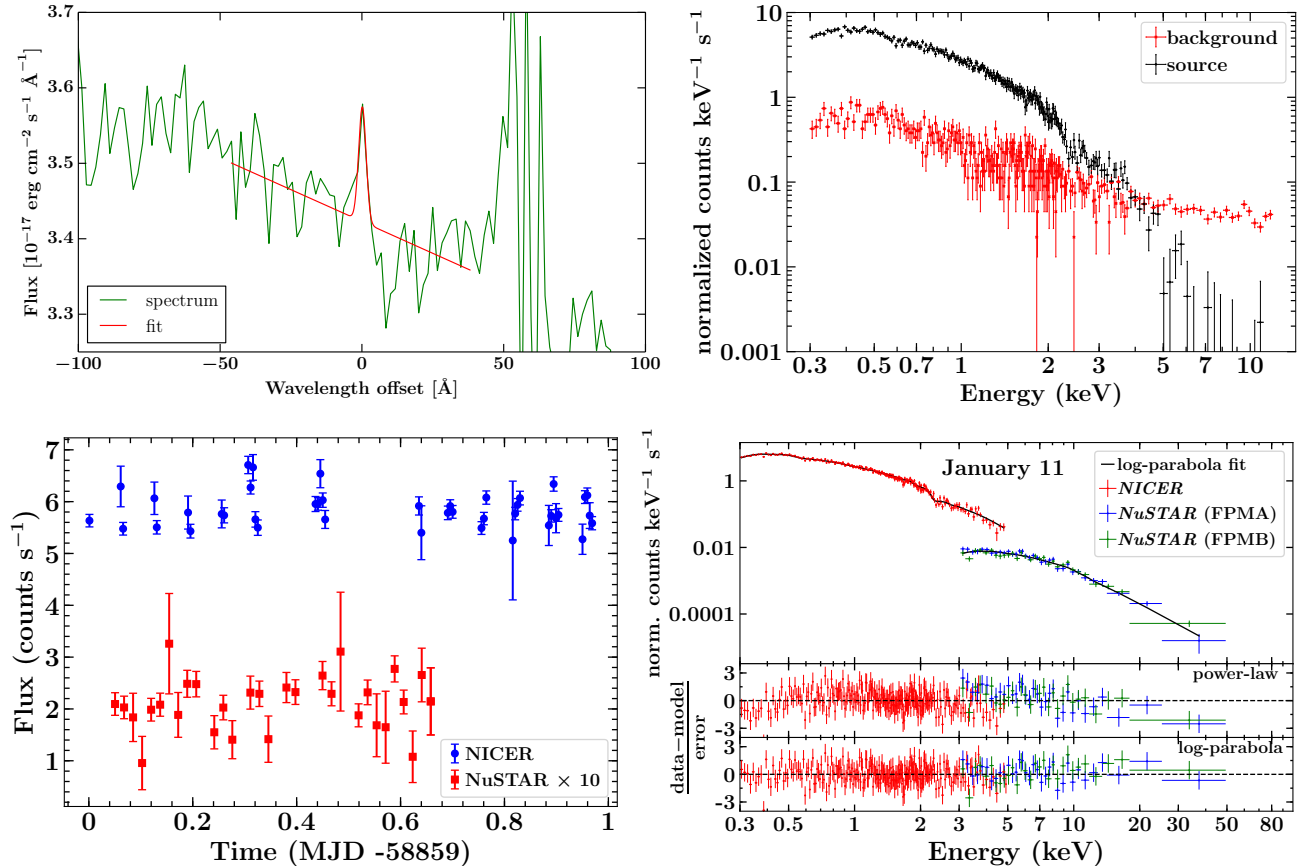 3.7
3.6
3.5
3.4
3.3
Flux [10⁻¹⁷ erg cm⁻² s⁻¹ Å⁻¹]
spectrum
fit
−100
−50
0
50
100
Wavelength offset [Å]
10
1
0.1
0.01
0.001
normalized counts keV⁻¹ s⁻¹
background
source
0.3
0.5
0.7
1
2
3
5
7
10
Energy (keV)
7
6
5
4
3
2
1
Flux (counts s⁻¹)
NICER
NuSTAR × 10
0
0.2
0.4
0.6
0.8
1
Time (MJD -58859)
1
0.01
0.0001
norm. counts keV⁻¹ s⁻¹
January 11
log-parabola fit
NICER
NuSTAR (FPMA)
NuSTAR (FPMB)
3
0
-3
power-law
3
0
-3
log-parabola
data−model
error
0.3
0.5
1
2
3
5
10
20
30
50
80
Energy (keV)